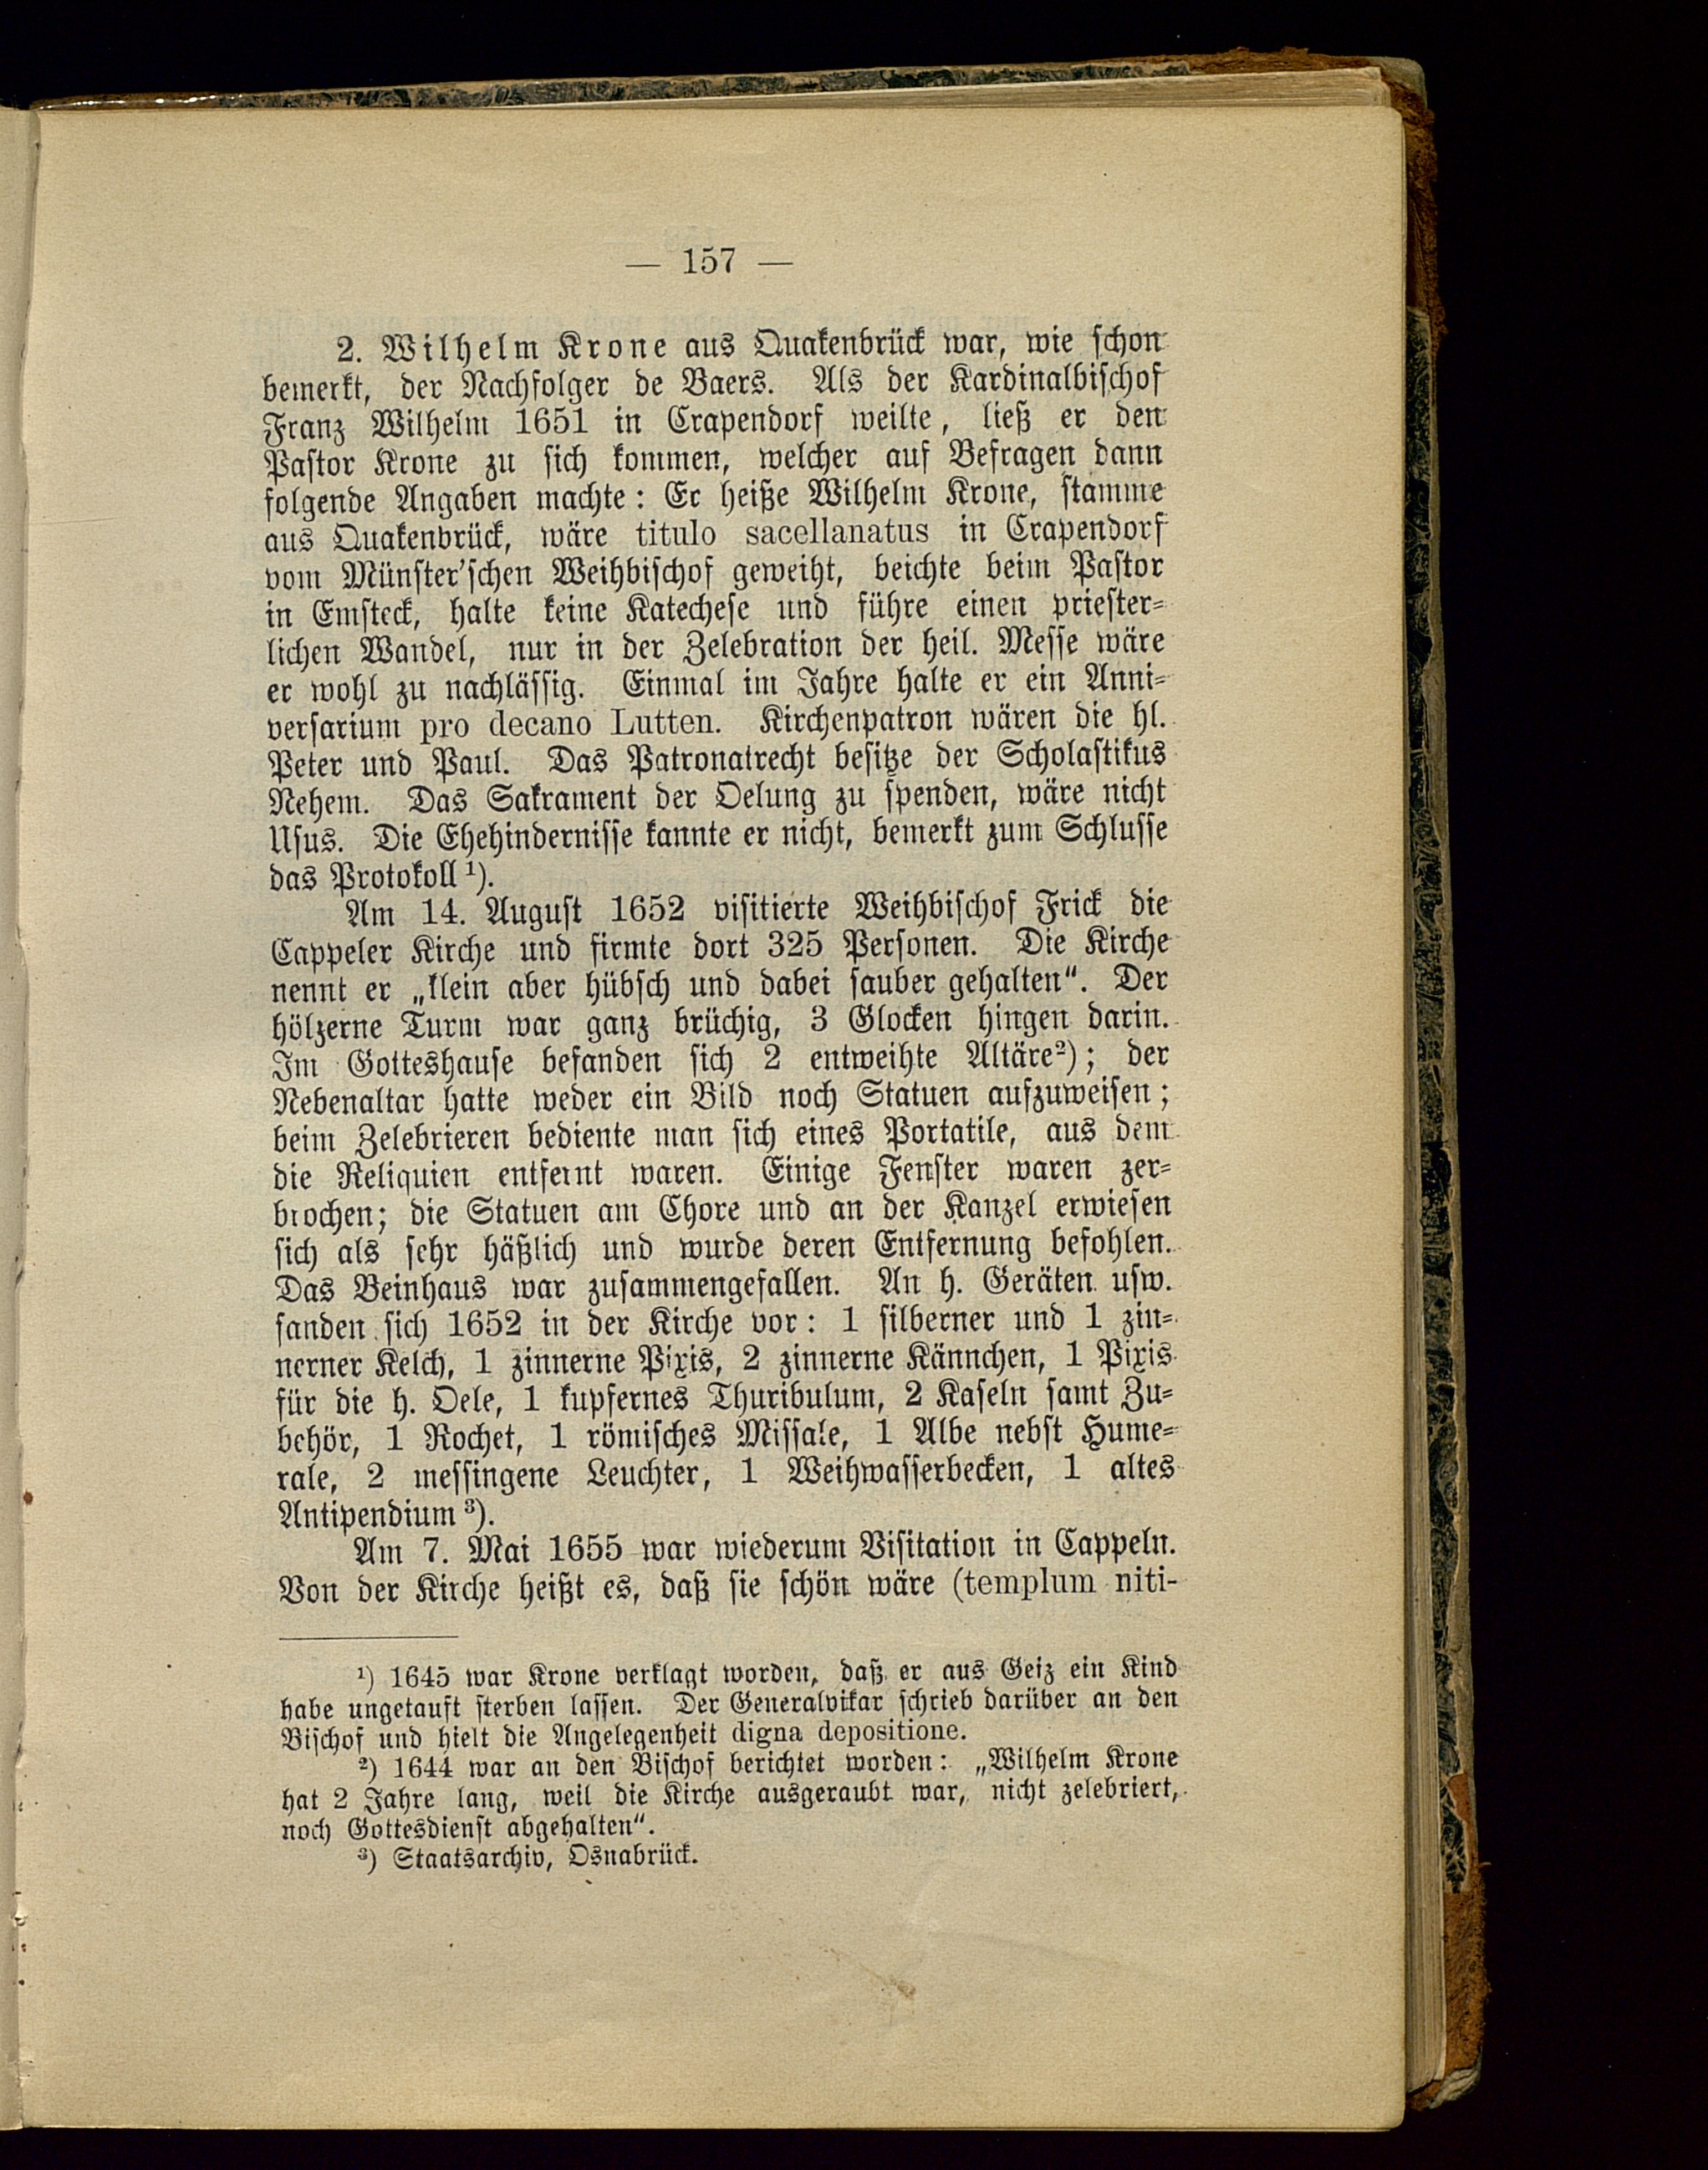 — 157 —
2. Wilhelm Krone aus Quakenbrück war, wie schon
bemerkt, der Nachfolger de Baers. Als der Kardinalbischof
Franz Wilhelm 1651 in Crapendorf weilte, ließ er den
Pastor Krone zu sich kommen, welcher auf Befragen dann
folgende Angaben machte: Er heiße Wilhelm Krone, stamme
aus Quakenbrück, wäre titulo sacellanatus in Crapendorf
vom Münster'schen Weihbischof geweiht, beichte beim Pastor
in Emsteck, halte keine Katechese und führe einen priester-
lichen Wandel, nur in der Zelebration der heil. Messe wäre
er wohl zu nachlässig. Einmal im Jahre halte er ein Anni-
versarium pro decano Lutten. Kirchenpatron wären die hl.
Peter und Paul. Das Patronatrecht besitze der Scholastikus
Nehem. Das Sakrament der Oelung zu spenden, wäre nicht
Usus. Die Ehehindernisse kannte er nicht, bemerkt zum Schlusse
das Protokoll ¹).
Am 14. August 1652 visitierte Weihbischof Frick die
Cappeler Kirche und firmte dort 325 Personen. Die Kirche
nennt er „klein aber hübsch und dabei sauber gehalten“. Der
hölzerne Turm war ganz brüchig, 3 Glocken hingen darin.
Im Gotteshause befanden sich 2 entweihte Altäre²); der
Nebenaltar hatte weder ein Bild noch Statuen aufzuweisen;
beim Zelebrieren bediente man sich eines Portatile, aus dem
die Reliquien entfernt waren. Einige Fenster waren zer-
brochen; die Statuen am Chore und an der Kanzel erwiesen
sich als sehr häßlich und wurde deren Entfernung befohlen.
Das Beinhaus war zusammengefallen. An h. Geräten usw.
fanden sich 1652 in der Kirche vor: 1 silberner und 1 zin-
nerner Kelch, 1 zinnerne Pixis, 2 zinnerne Kännchen, 1 Pixis
für die h. Oele, 1 kupfernes Thuribulum, 2 Kaseln samt Zu-
behör, 1 Rochet, 1 römisches Missale, 1 Albe nebst Hume-
rale, 2 messingene Leuchter, 1 Weihwasserbecken, 1 altes
Antipendium ³).
Am 7. Mai 1655 war wiederum Visitation in Cappeln.
Von der Kirche heißt es, daß sie schön wäre (templum niti-
¹) 1645 war Krone verklagt worden, daß er aus Geiz ein Kind
habe ungetauft sterben lassen. Der Generalvikar schrieb darüber an den
Bischof und hielt die Angelegenheit digna depositione.
²) 1644 war an den Bischof berichtet worden: „Wilhelm Krone
hat 2 Jahre lang, weil die Kirche ausgeraubt war, nicht zelebriert,
noch Gottesdienst abgehalten“.
³) Staatsarchiv, Osnabrück.